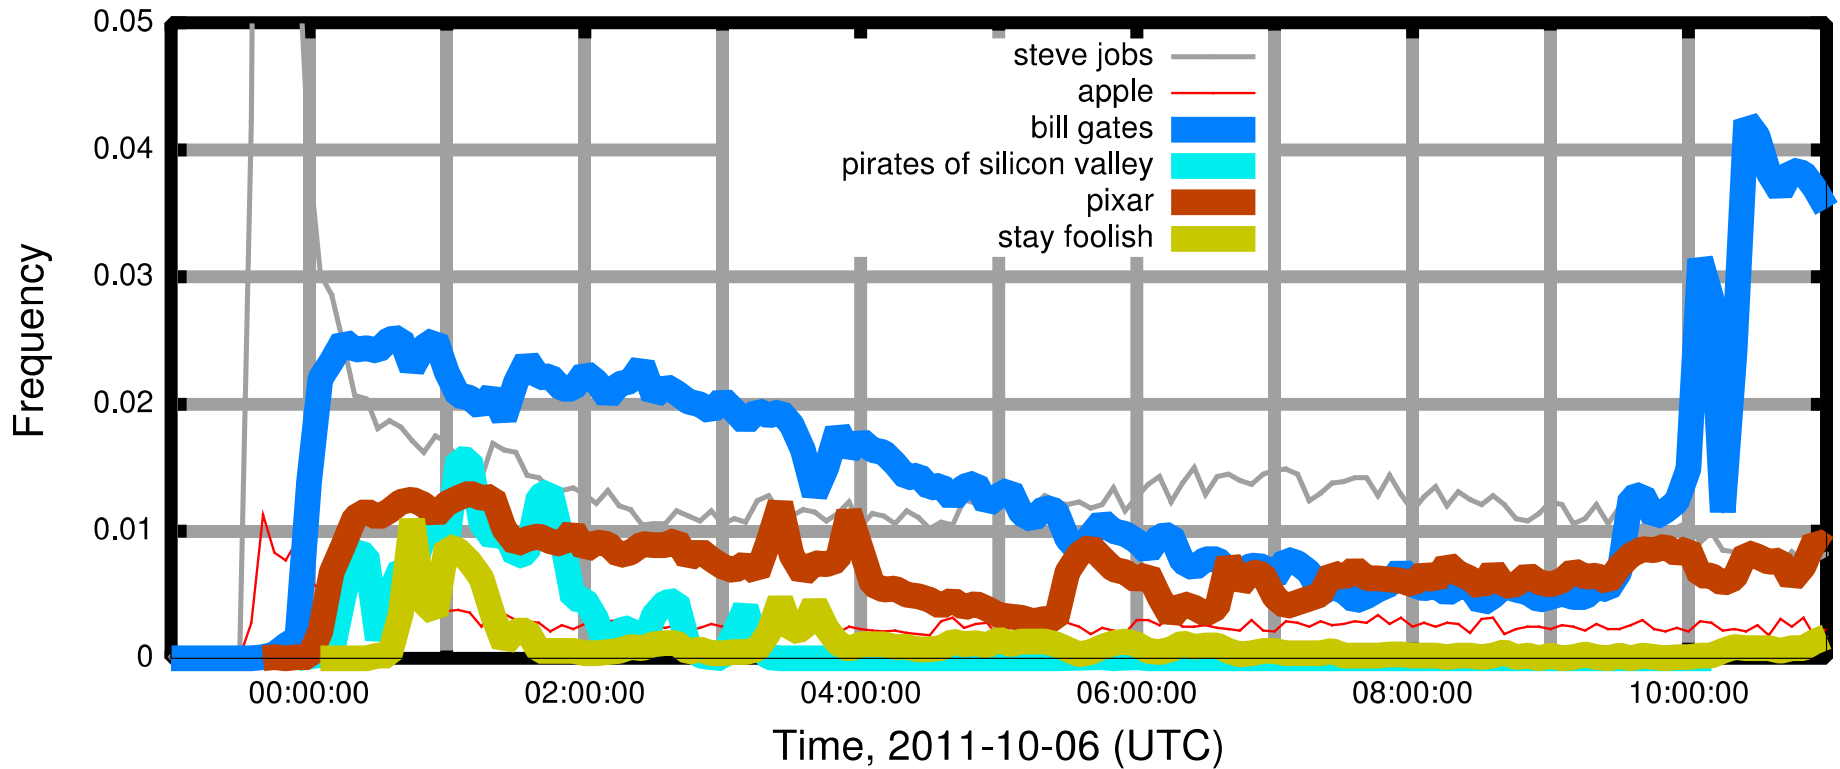 0.05
0.04
0.03
0.02
0.01
0
Frequency
steve jobs
apple
bill gates
pirates of silicon valley
pixar
stay foolish
00:00:00 02:00:00 04:00:00 06:00:00 08:00:00 10:00:00
Time, 2011-10-06 (UTC)